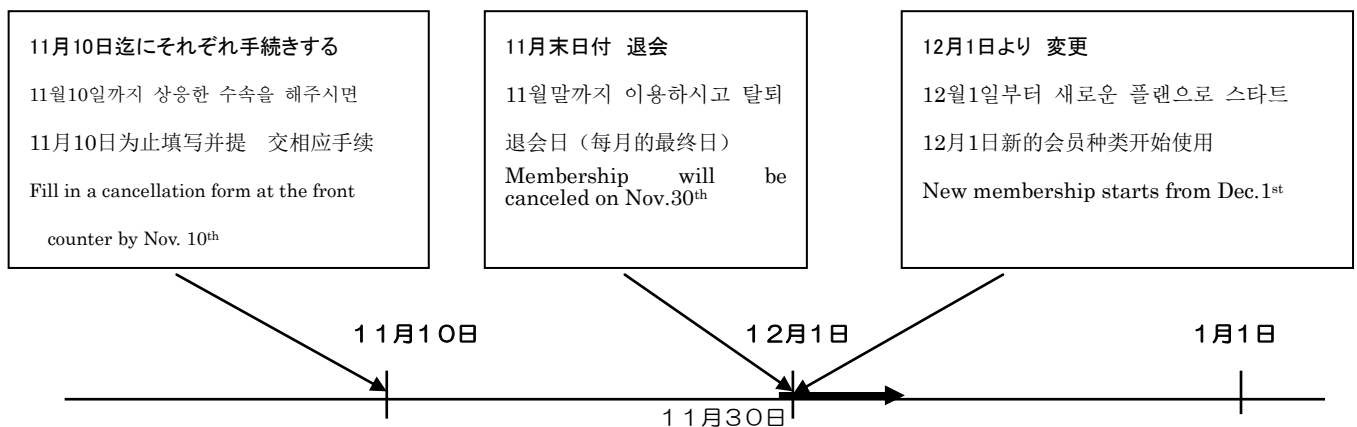 11月10日迄にそれぞれ手続きする
11월10일까지 상응한 수속을 해주시면
11月10日为止填写并提　交相应手续
Fill in a cancellation form at the front
counter by Nov. 10th
11月末日付 退会
11월말까지 이용하시고 탈퇴
退会日（每月的最终日）
Membership will be
canceled on Nov.30th
12月1日より 変更
12월1일부터 새로운 플랜으로 스타트
12月1日新的会员种类开始使用
New membership starts from Dec.1st
１１月１０日
１２月１日
１月１日
１１月３０日